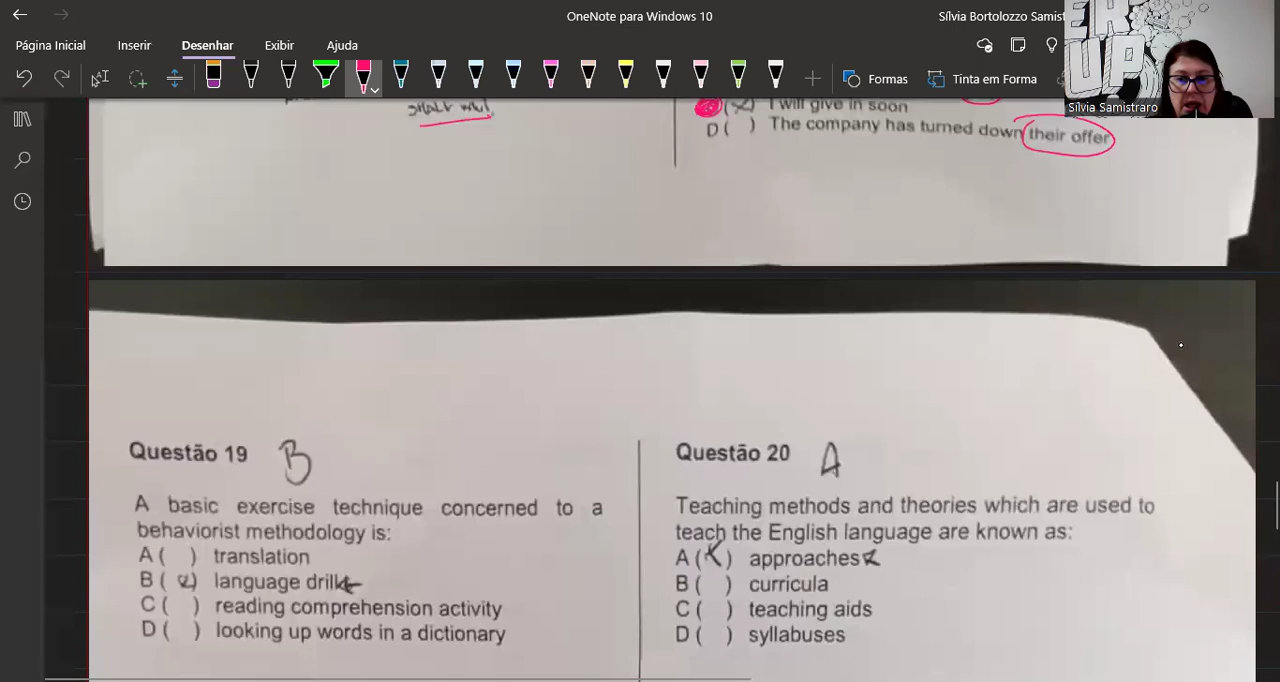 OneNote para Windows 10
Sílvia Bortolozzo Samist
Página Inicial
Inserir
Desenhar
Exibir
Ajuda
Formas
Tinta em Forma
ER
UP
Sílvia Samistraro
I will give in soon
D ( ) The company has turned down their offer
Questão 19 B
A basic exercise technique concerned to a
behaviorist methodology is:
A ( ) translation
B ( x ) language drill
C ( ) reading comprehension activity
D ( ) looking up words in a dictionary
Questão 20 A
Teaching methods and theories which are used to
teach the English language are known as:
A ( X ) approaches
B ( ) curricula
C ( ) teaching aids
D ( ) syllabuses